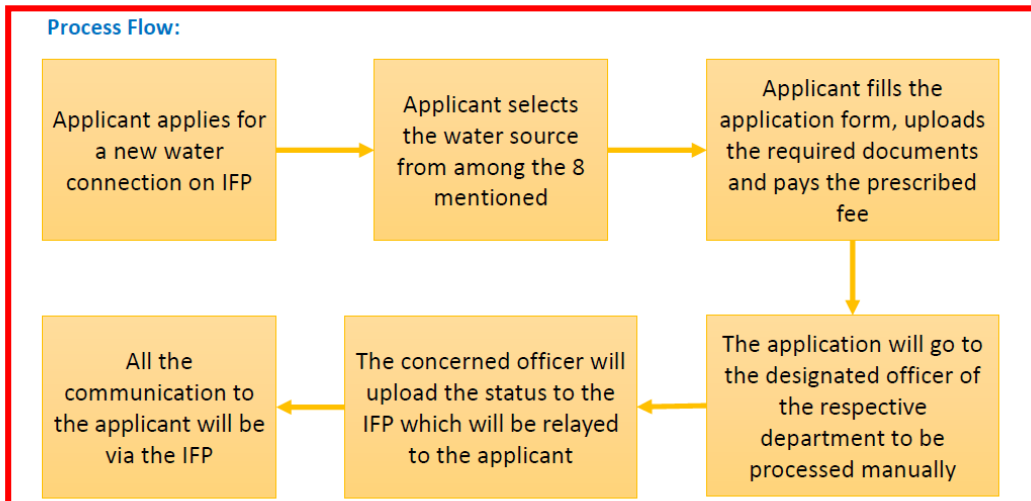 Process Flow:
Applicant applies for
a new water
connection on IFP
Applicant selects
the water source
from among the 8
mentioned
Applicant fills the
application form, uploads
the required documents
and pays the prescribed
fee
The application will go to
the designated officer of
the respective
department to be
processed manually
The concerned officer will
upload the status to the
IFP which will be relayed
to the applicant
All the
communication to
the applicant will be
via the IFP